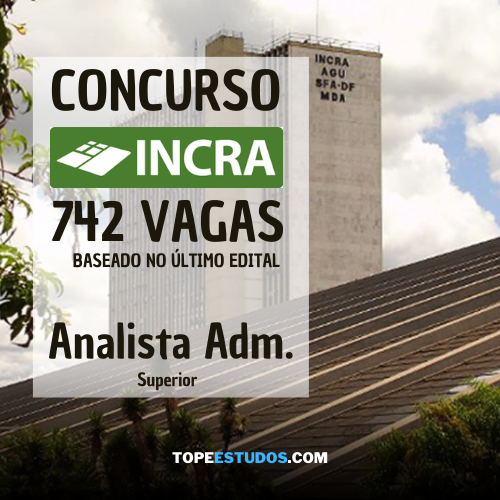 CONCURSO
INCRA
742 VAGAS
BASEADO NO ÚLTIMO EDITAL
Analista Adm.
Superior
INCRA
AGU
SFA-DF
MDA
TOPEESTUDOS.COM